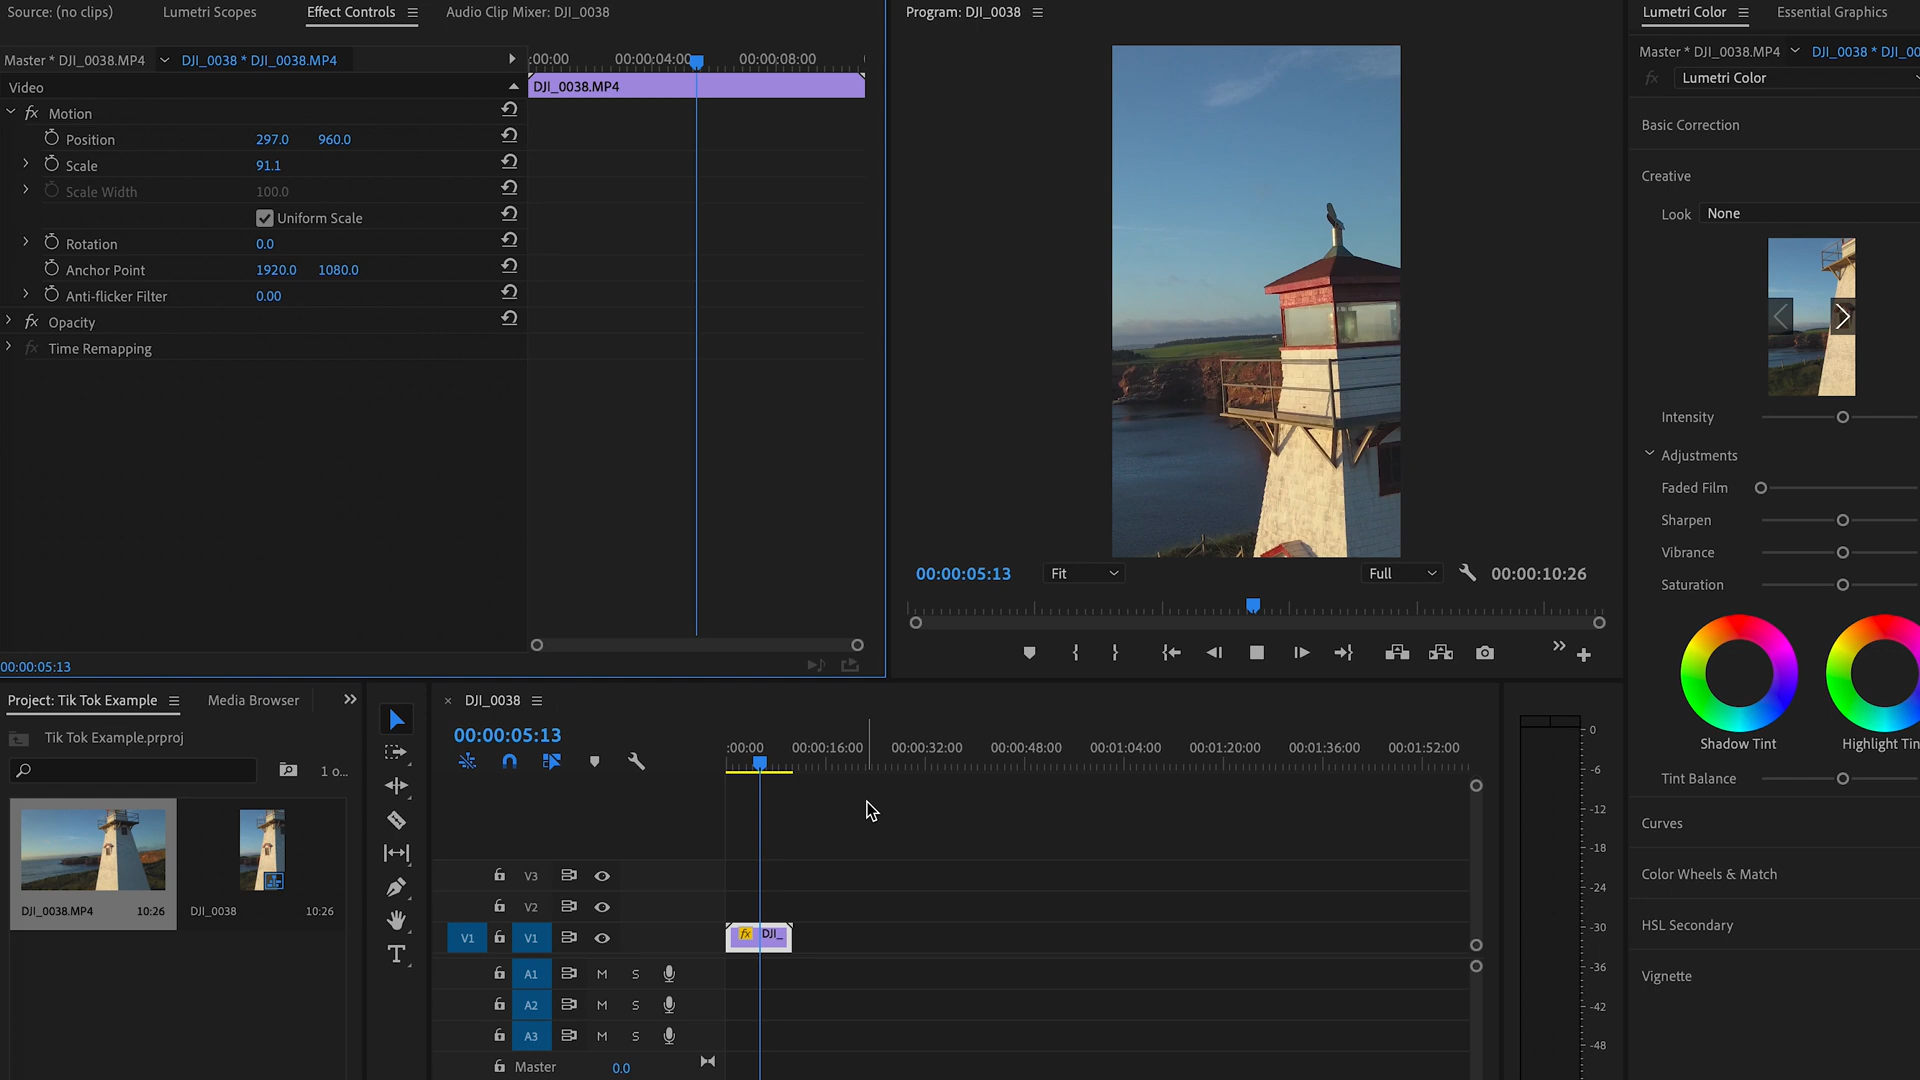 Source: (no clips)
Lumetri Scopes
Effect Controls
Audio Clip Mixer: DJI_0038
Master * DJI_0038.MP4
DJI_0038 * DJI_0038.MP4
:00:00
00:00:04:00
00:00:08:00
Video
DJI_0038.MP4
fx Motion
Position 297.0 960.0
Scale 91.1
Scale Width 100.0
Uniform Scale
Rotation 0.0
Anchor Point 1920.0 1080.0
Anti-flicker Filter 0.00
fx Opacity
fx Time Remapping
00:00:05:13
Program: DJI_0038
00:00:05:13
Fit
Full
00:00:10:26
Lumetri Color
Essential Graphics
Master * DJI_0038.MP4
DJI_0038 * DJI_00
fx Lumetri Color
Basic Correction
Creative
Look None
Intensity
Adjustments
Faded Film
Sharpen
Vibrance
Saturation
Shadow Tint
Highlight Tin
Tint Balance
Curves
Color Wheels & Match
HSL Secondary
Vignette
Project: Tik Tok Example
Media Browser
Tik Tok Example.prproj
1 o...
DJI_0038.MP4 10:26
DJI_0038 10:26
T
× DJI_0038
00:00:05:13
:00:00
00:00:16:00
00:00:32:00
00:00:48:00
00:01:04:00
00:01:20:00
00:01:36:00
00:01:52:00
V3
V2
V1 V1
fx DJI_
A1 M S
A2 M S
A3 M S
Master 0.0
0
-6
-12
-18
-24
-30
-36
-42
-48